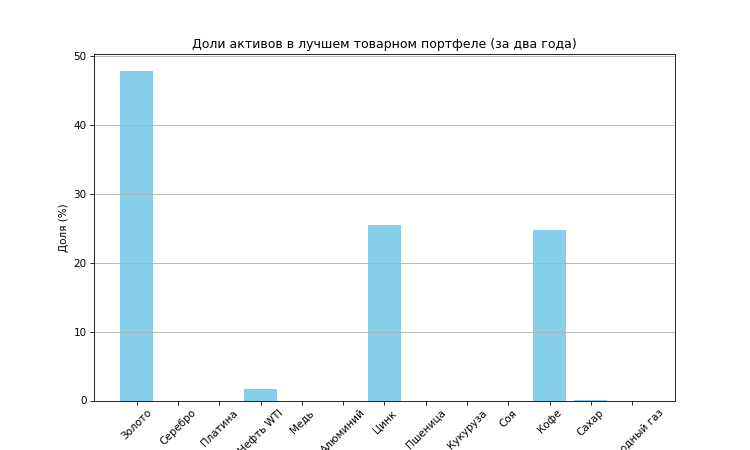 Доли активов в лучшем товарном портфеле (за два года)
Доля (%)
50
40
30
20
10
0
Золото
Серебро
Платина
Нефть WTI
Медь
Алюминий
Цинк
Пшеница
Кукуруза
Соя
Кофе
Сахар
газ